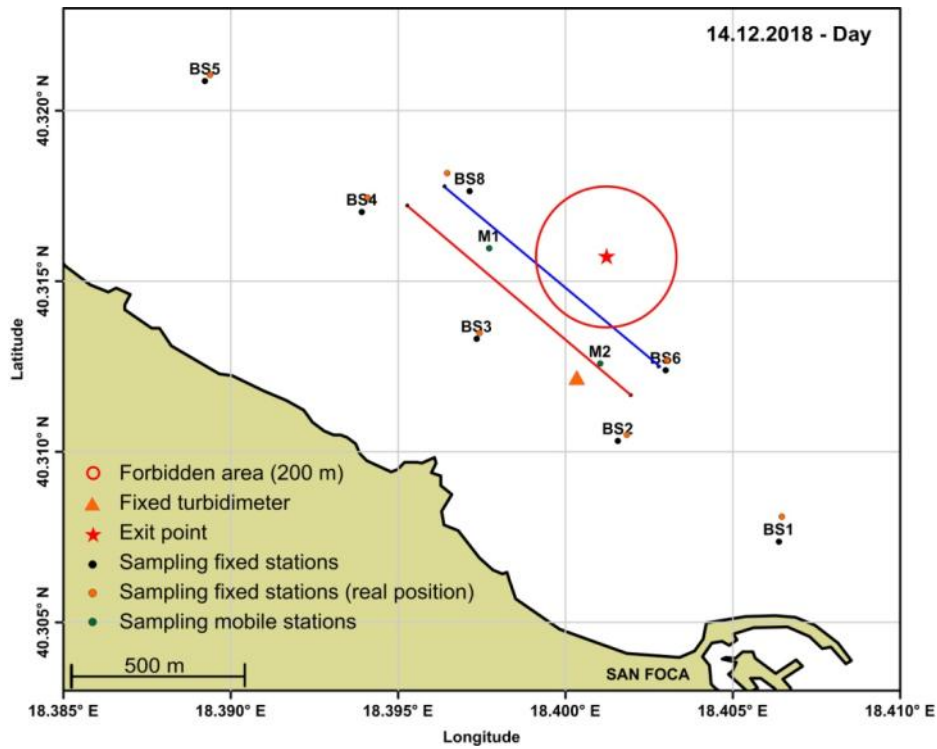 14.12.2018 - Day
BS5
BS8
BS4
M1
BS3
M2
BS6
BS2
BS1
Forbidden area (200 m)
Fixed turbidimeter
Exit point
Sampling fixed stations
Sampling fixed stations (real position)
Sampling mobile stations
500 m
SAN FOCA
40.320° N
40.315° N
40.310° N
40.305° N
Latitude
18.385° E
18.390° E
18.395° E
18.400° E
18.405° E
18.410° E
Longitude